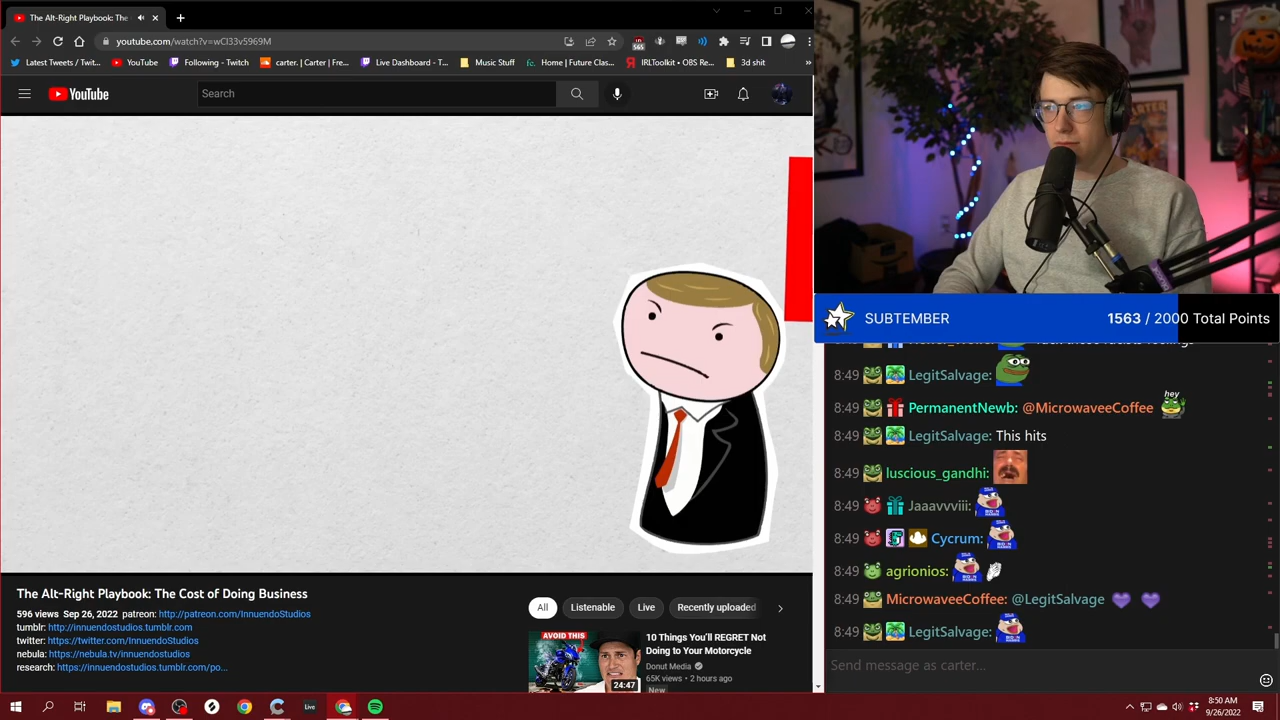 The Alt-Right Playbook: The
youtube.com/watch?v=wCl33v5969M
565
Latest Tweets / Twit...
YouTube
Following - Twitch
carter. | Carter | Fre...
Live Dashboard - T...
Music Stuff
Home | Future Clas...
IRLToolkit • OBS Re...
3d shit
»
YouTube
Search
SUBTEMBER
1563 / 2000 Total Points
8:49 LegitSalvage:
hey
8:49 PermanentNewb: @MicrowaveeCoffee
8:49 LegitSalvage: This hits
8:49 luscious_gandhi:
8:49 Jaaavvviii:
8:49 Cycrum:
8:49 agrionios:
8:49 MicrowaveeCoffee: @LegitSalvage
8:49 LegitSalvage:
Send message as carter...
The Alt-Right Playbook: The Cost of Doing Business
596 views Sep 26, 2022 patreon: http://patreon.com/InnuendoStudios
tumblr: http://www.tumblr.com
twitter: https://twitter.com/InnuendoStudios
nebula: https://nebula.tv/innuendostudios
research: https://innuendostudios.tumblr.com/po...
All
Listenable
Live
Recently uploaded
AVOID THIS
24:47
10 Things You'll REGRET Not
Doing to Your Motorcycle
Donut Media
65K views • 2 hours ago
New
Live
8:50 AM
9/26/2022